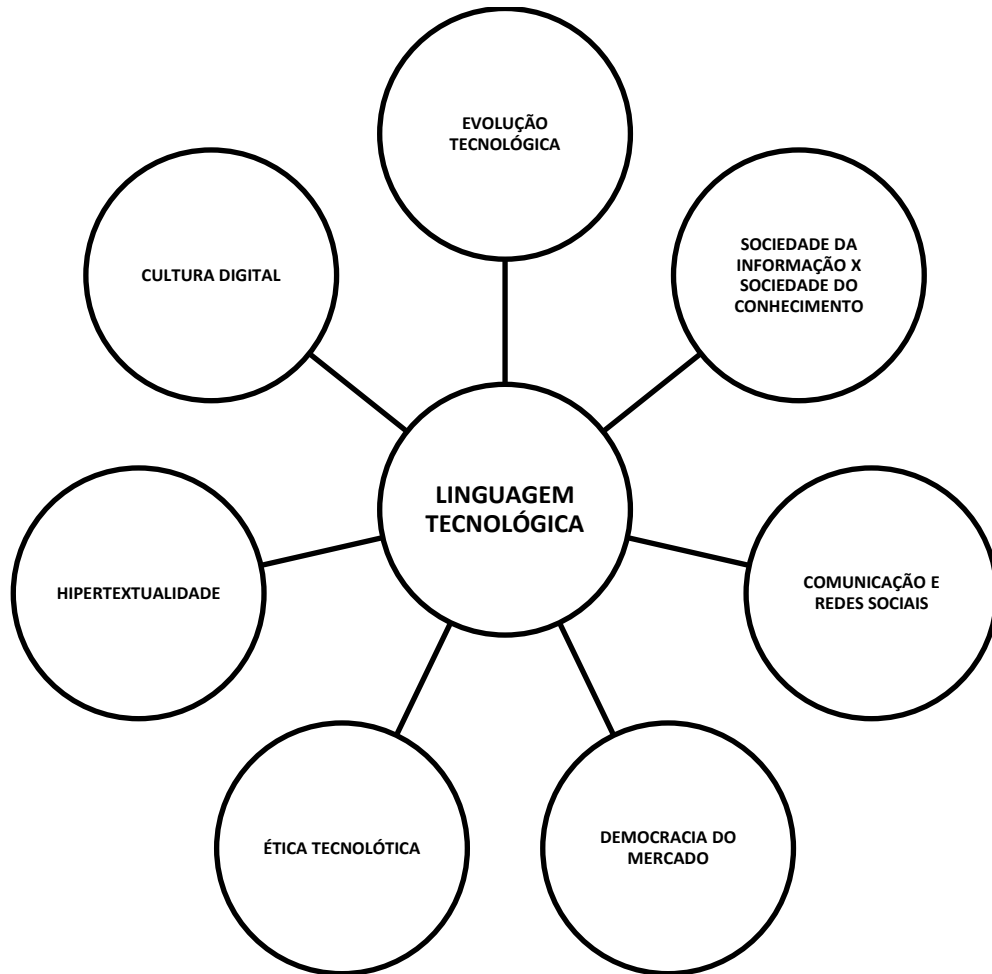 EVOLUÇÃO
TECNOLÓGICA
SOCIEDADE DA
INFORMAÇÃO X
SOCIEDADE DO
CONHECIMENTO
CULTURA DIGITAL
LINGUAGEM
TECNOLÓGICA
HIPERTEXTUALIDADE
COMUNICAÇÃO E
REDES SOCIAIS
ÉTICA TECNOLÓTICA
DEMOCRACIA DO
MERCADO